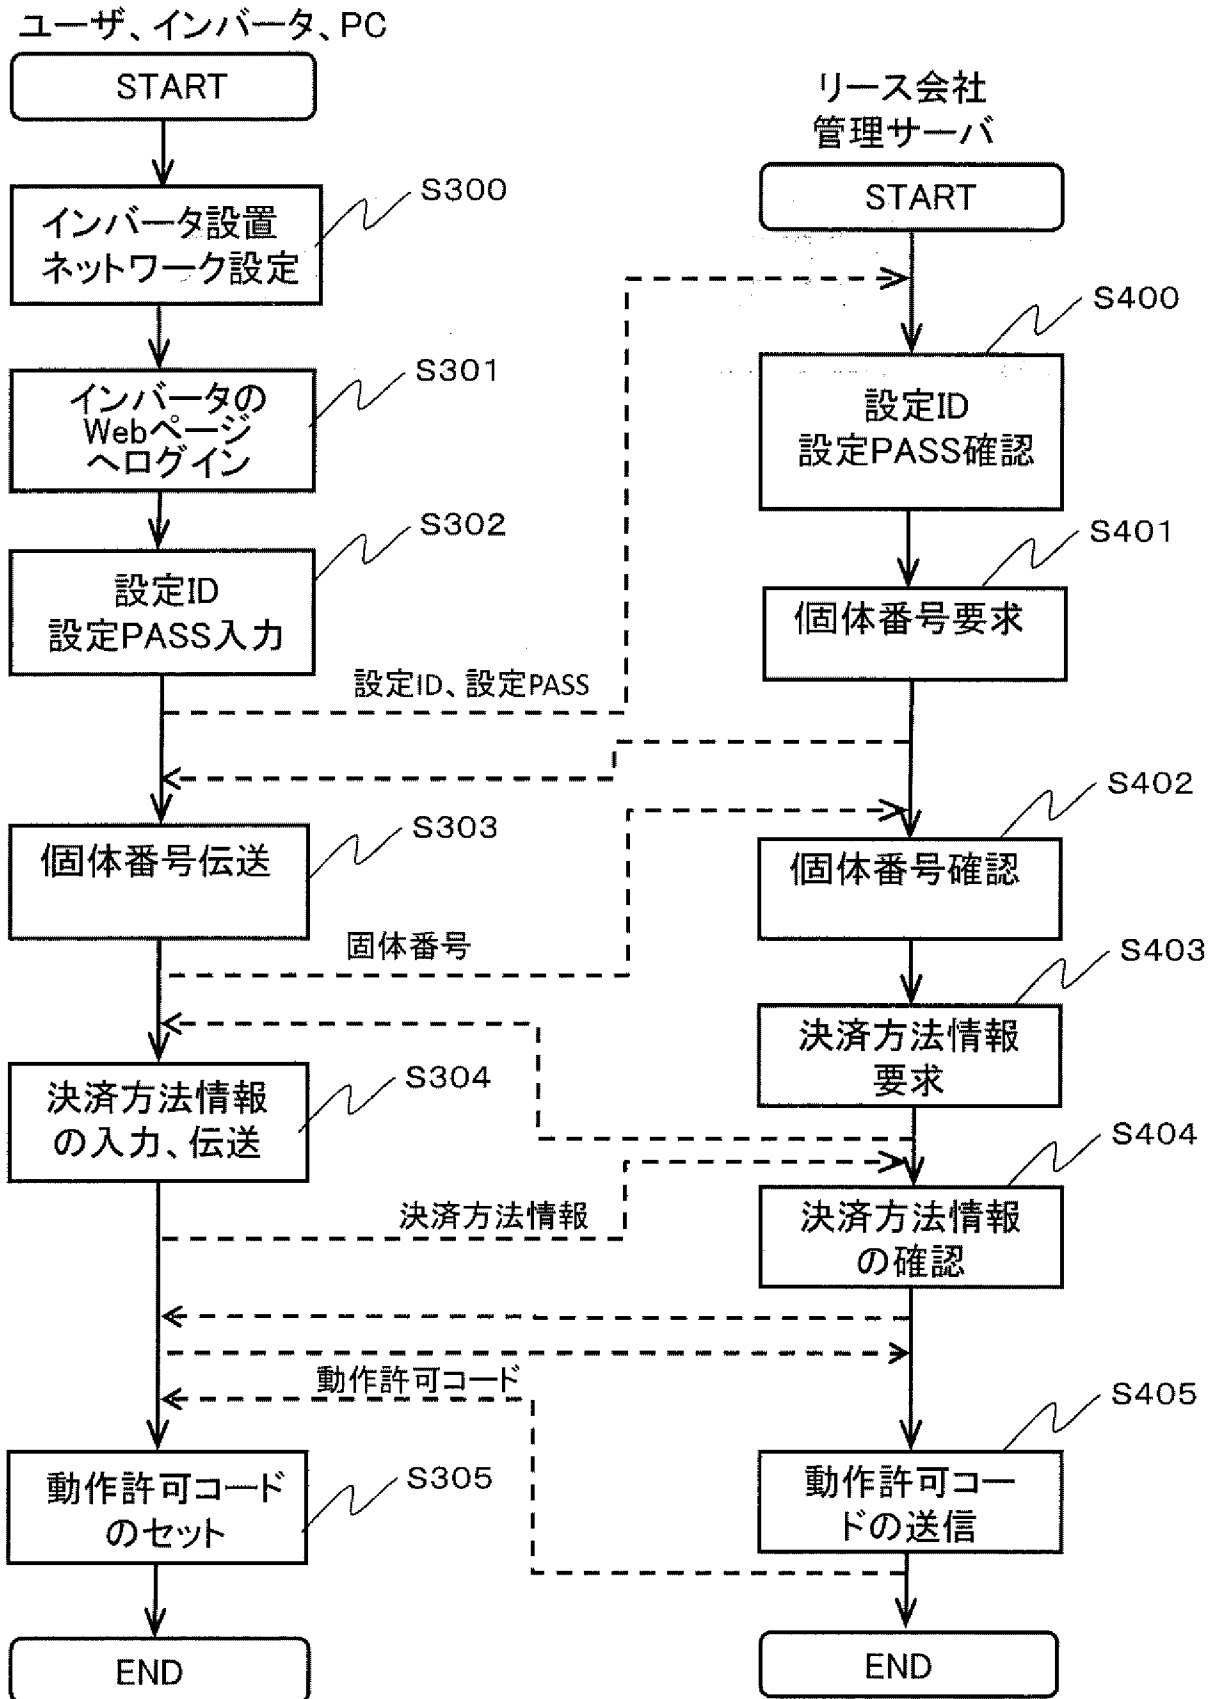 ユーザ、インバータ、PC
START
インバータ設置
ネットワーク設定
S300
インバータの
Webページ
へログイン
S301
設定ID
設定PASS入力
S302
設定ID、設定PASS
個体番号伝送
S303
固体番号
決済方法情報
の入力、伝送
S304
決済方法情報
動作許可コード
動作許可コード
のセット
S305
END
リース会社
管理サーバ
START
S400
設定ID
設定PASS確認
S401
個体番号要求
S402
個体番号確認
S403
決済方法情報
要求
S404
決済方法情報
の確認
S405
動作許可コー
ドの送信
END